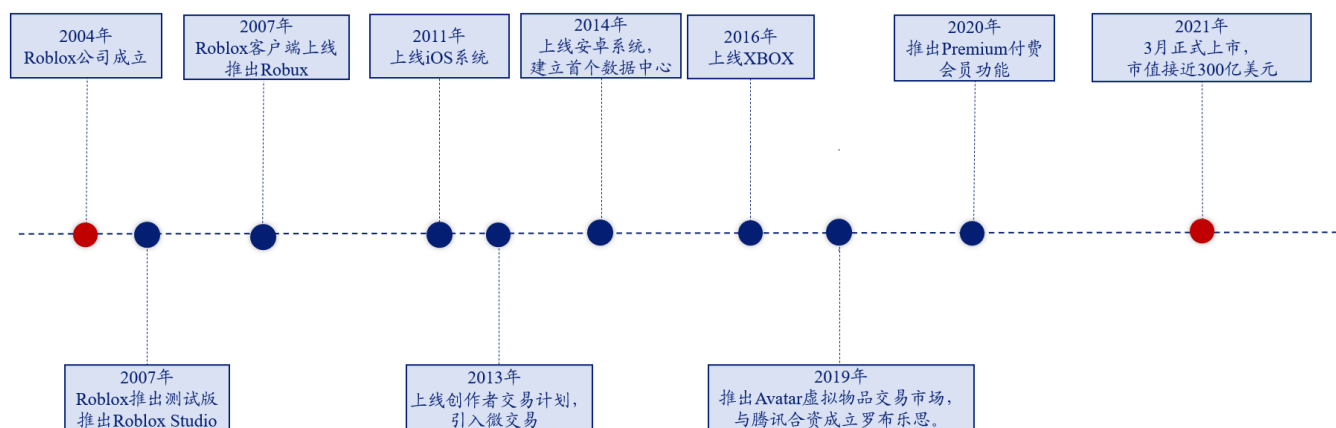 2004年
Roblox公司成立
2007年
Roblox客户端上线
推出Robux
2011年
上线iOS系统
2014年
上线安卓系统，
建立首个数据中心
2016年
上线XBOX
2020年
推出Premium付费
会员功能
2021年
3月正式上市，
市值接近300亿美元
2007年
Roblox推出测试版
推出Roblox Studio
2013年
上线创作者交易计划，
引入微交易
2019年
推出Avatar虚拟物品交易市场，
与腾讯合资成立罗布乐思。